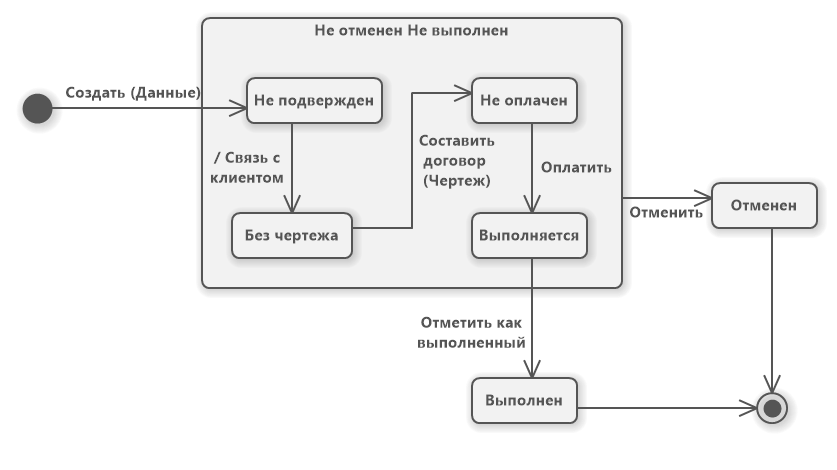 Не отменен Не выполнен
Создать (Данные)
Не подвержден
Не оплачен
/ Связь с
клиентом
Составить
договор
(Чертеж)
Оплатить
Без чертежа
Выполняется
Отменить
Отменен
Отметить как
выполненный
Выполнен